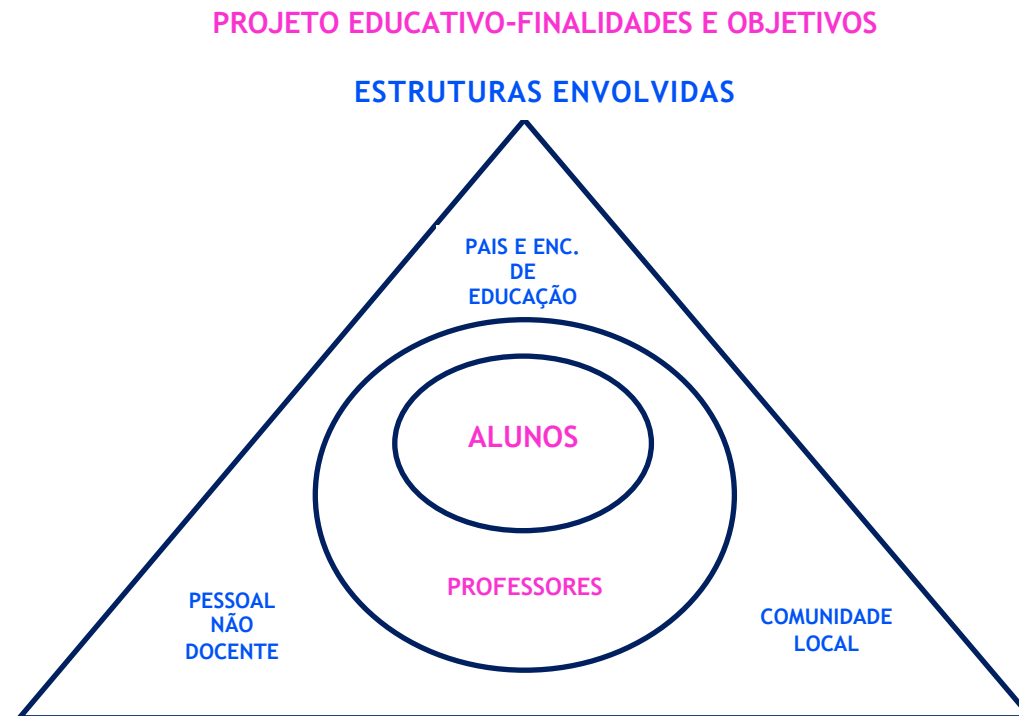 PROJETO EDUCATIVO-FINALIDADES E OBJETIVOS
ESTRUTURAS ENVOLVIDAS
PAIS E ENC.
DE
EDUCAÇÃO
ALUNOS
PROFESSORES
PESSOAL
NÃO
DOCENTE
COMUNIDADE
LOCAL